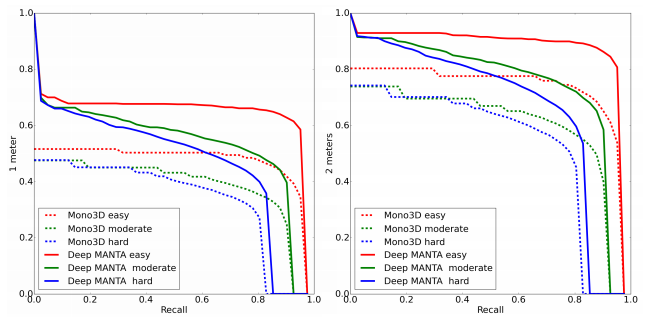 1.0
0.8
0.6
0.4
0.2
0.0
1 meter
0.0 0.2 0.4 0.6 0.8 1.0
Recall
Mono3D easy
Mono3D moderate
Mono3D hard
Deep MANTA easy
Deep MANTA moderate
Deep MANTA hard
1.0
0.8
0.6
0.4
0.2
0.0
2 meters
0.0 0.2 0.4 0.6 0.8 1.0
Recall
Mono3D easy
Mono3D moderate
Mono3D hard
Deep MANTA easy
Deep MANTA moderate
Deep MANTA hard